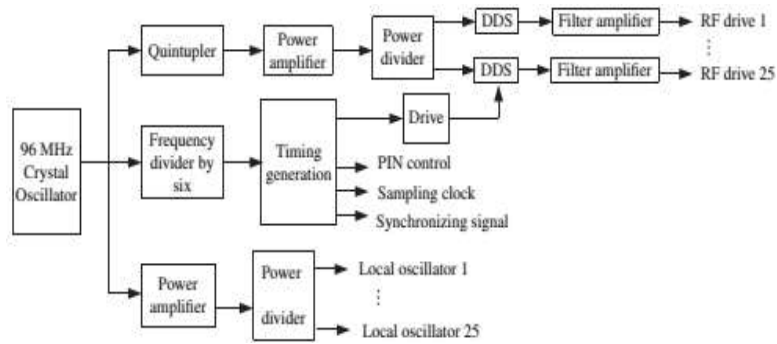 DDS
Filter amplifier
RF drive 1
Quintupler
Power
amplifier
Power
divider
⋮
DDS
Filter amplifier
RF drive 25
96 MHz
Crystal
Oscillator
Frequency
divider by
six
Timing
generation
Drive
PIN control
Sampling clock
Synchronizing signal
Power
amplifier
Power
divider
Local oscillator 1
⋮
Local oscillator 25